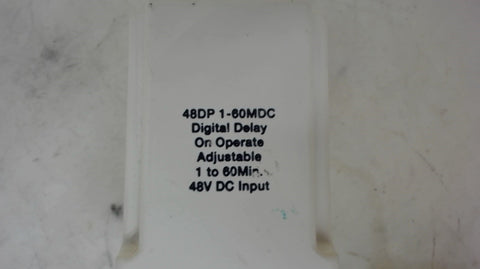 48DP 1-60MDC
Digital Delay
On Operate
Adjustable
1 to 60Min.
48V DC Input